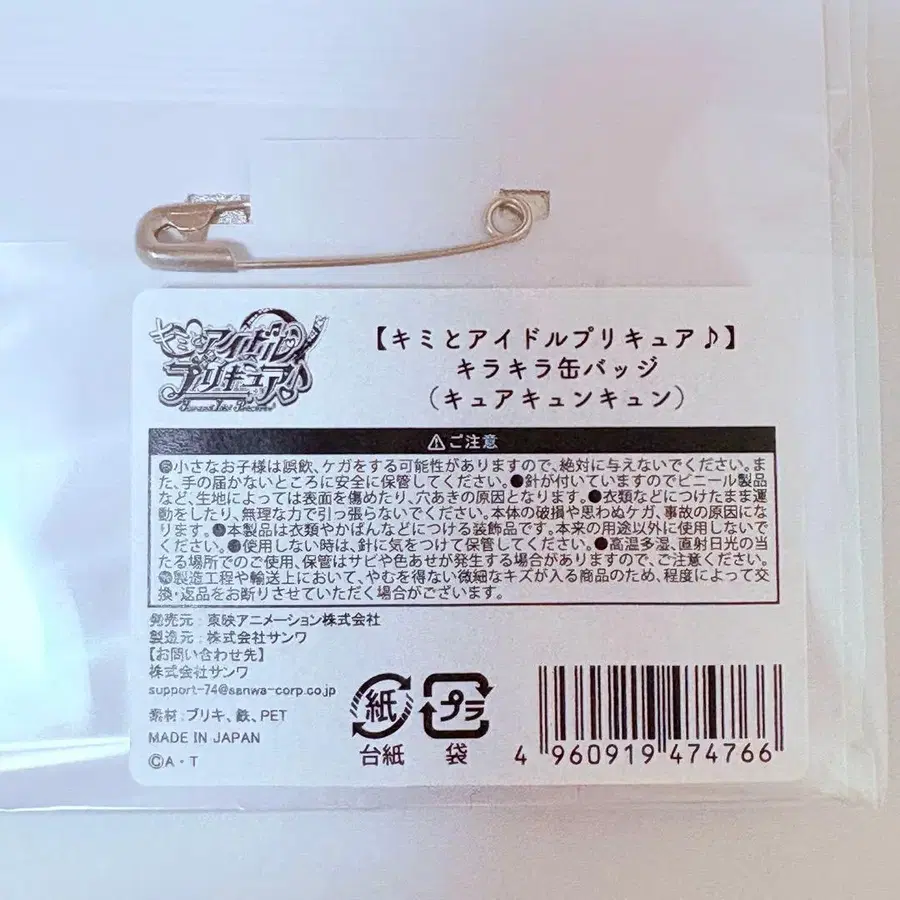 キミとアイドル
プリキュア♪
【キミとアイドルプリキュア♪】
キラキラ缶バッジ
(キュアキュンキュン)
⚠ご注意
●小さなお子様は誤飲、ケガをする可能性がありますので、絶対に与えないでください。ま
た、手の届かないところに安全に保管してください。●針が付いていますのでビニール製品
など、生地によっては表面を傷めたり、穴あきの原因となります。●衣類などにつけたまま運
動をしたり、無理な力で引っ張らないでください。本体の破損や思わぬケガ、事故の原因にな
ります。●本製品は衣類やかばんなどにつける装飾品です。本来の用途以外に使用しないで
ください。●使用しない時は、針に気をつけて保管してください。●高温多湿、直射日光の当
たる場所でのご使用、保管はサビや色あせが発生する場合がありますので、ご注意ください。
※製造工程や輸送上において、やむを得ない微細なキズが入る商品のため、程度によって交
換・返品をお断りさせていただく場合がございます。
発売元：東映アニメーション株式会社
製造元：株式会社サンワ
【お問い合わせ先】
株式会社サンワ
support-74@sanwa-corp.co.jp
素材：ブリキ、鉄、PET
MADE IN JAPAN
©A・T
紙
台紙
プラ
袋
4 960919 474766